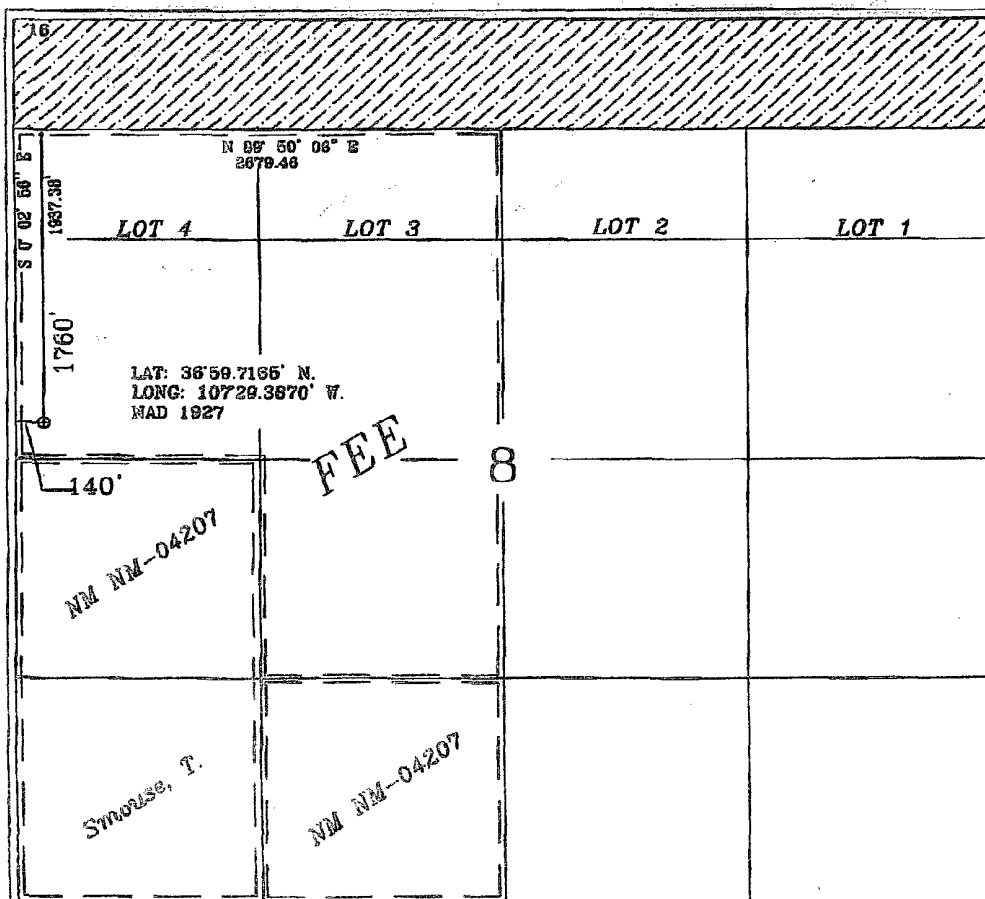 16
N 89° 50' 06" E
2679.46
S 0° 02' 56" E
1937.38'
LOT 4
LOT 3
LOT 2
LOT 1
1760'
LAT: 36°59.7165' N.
LONG: 107°29.3870' W.
NAD 1927
FEE
8
140'
NM NM-04207
Smouse, T.
NM NM-04207